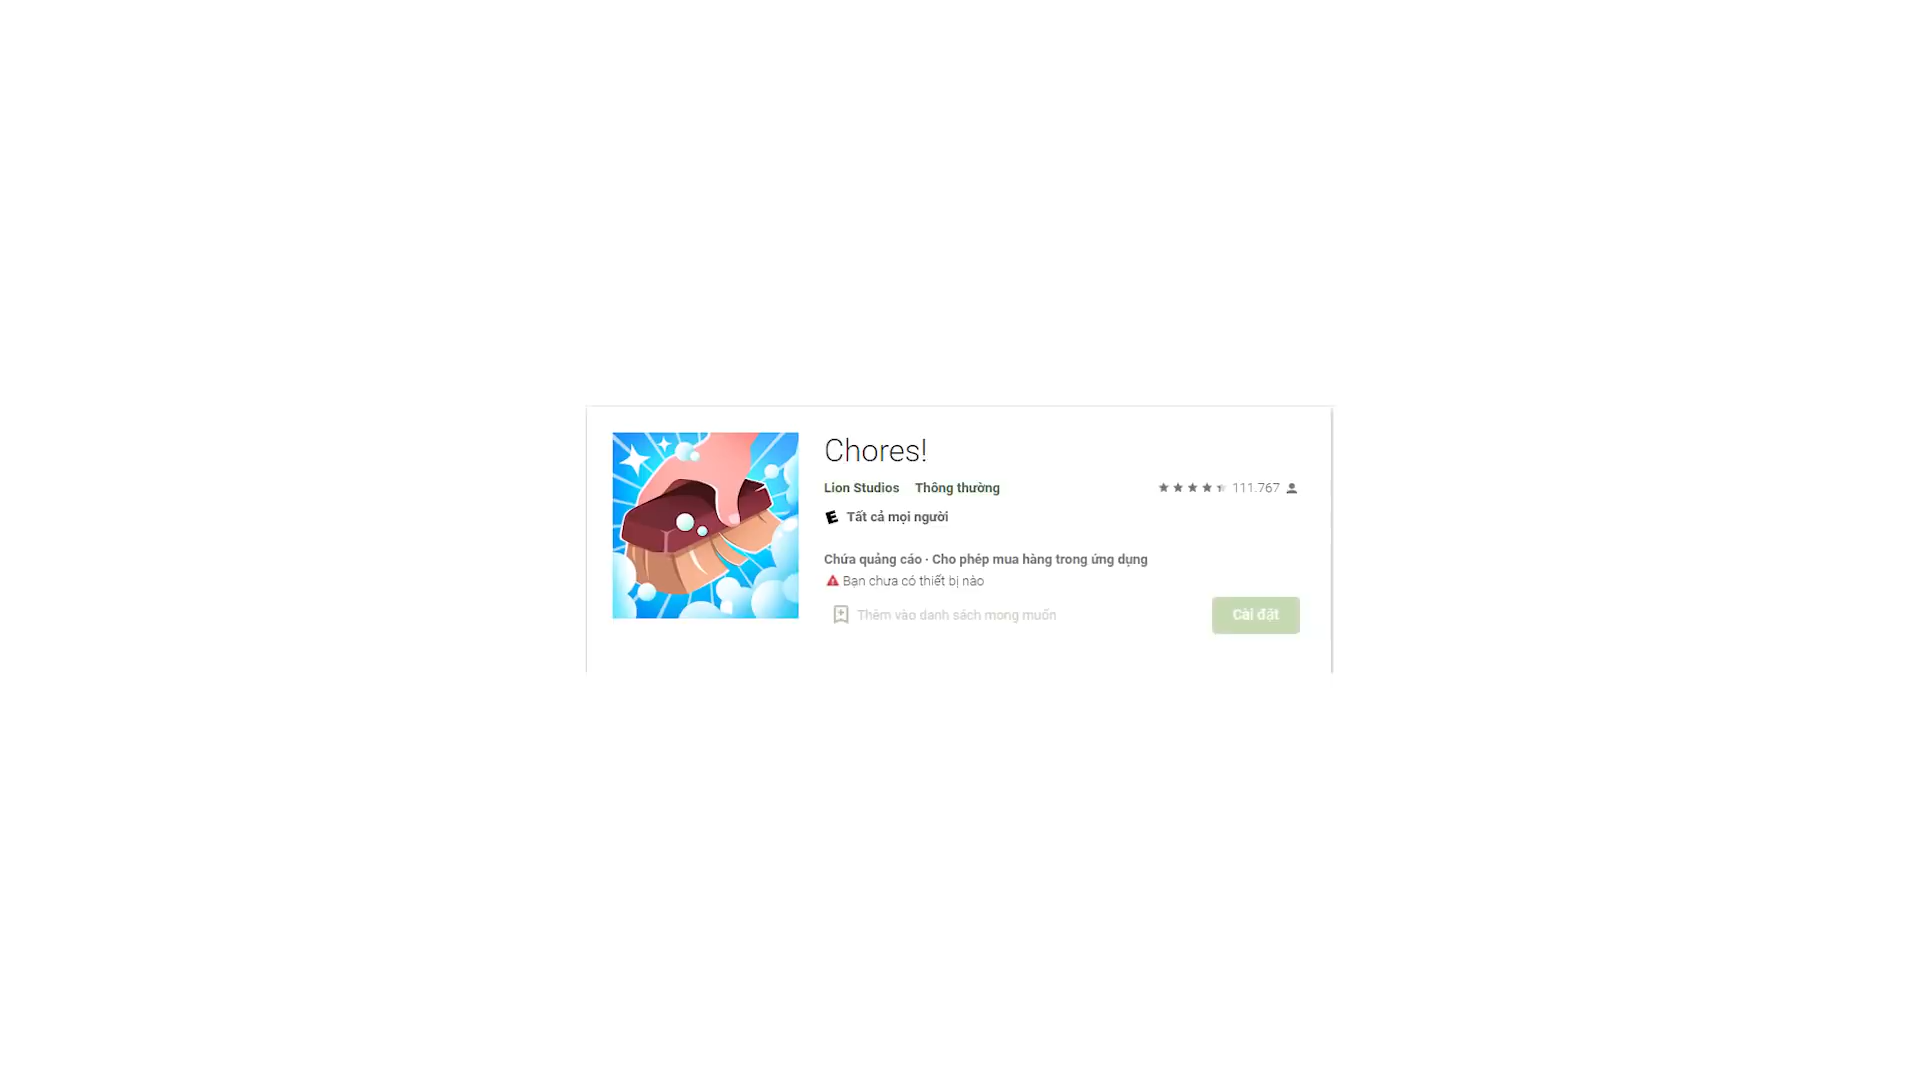 Chores!
Lion Studios Thông thường 111.767
E Tất cả mọi người
Chứa quảng cáo · Cho phép mua hàng trong ứng dụng
Bạn chưa có thiết bị nào
Thêm vào danh sách mong muốn Cài đặt